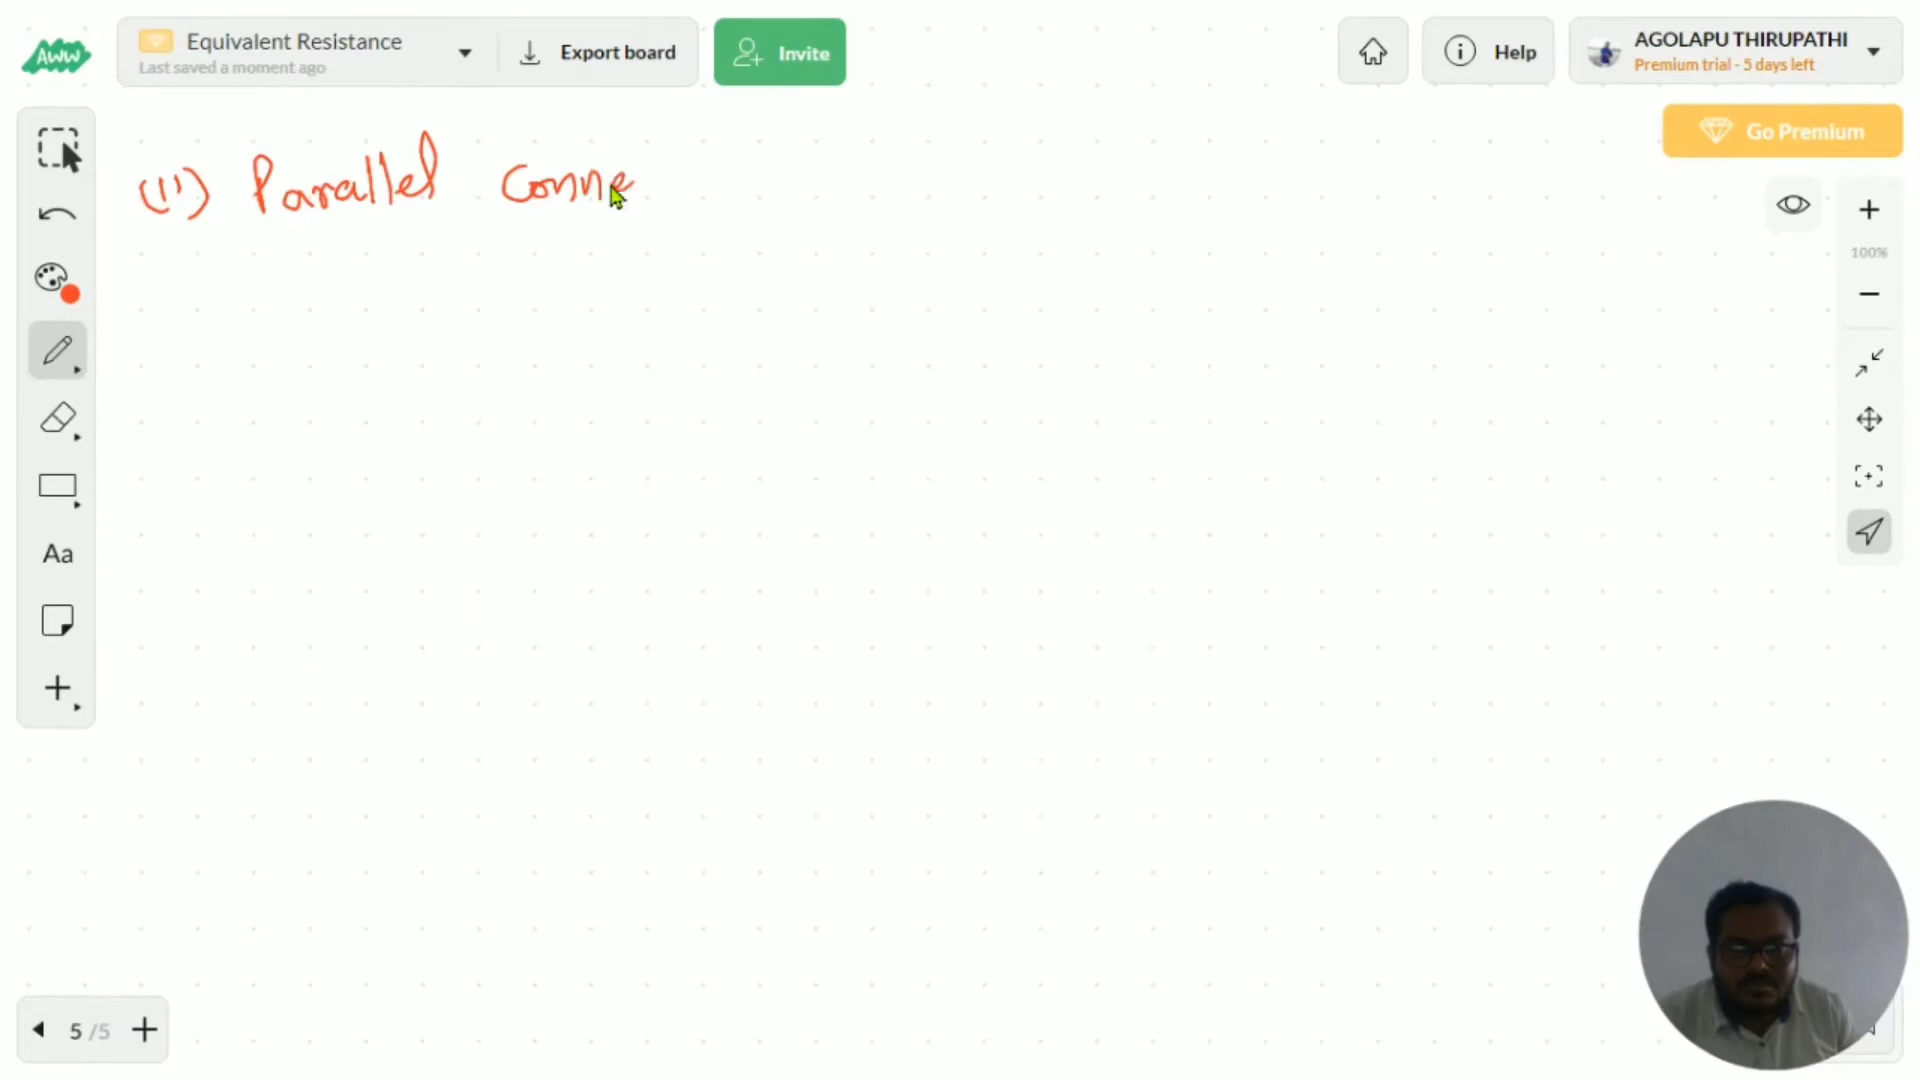 AWW
Equivalent Resistance
Last saved a moment ago
Export board
Invite
Help
AGOLAPU THIRUPATHI
Premium trial - 5 days left
Go Premium
(ii) Parallel Conne
100%
Aa
5 /5